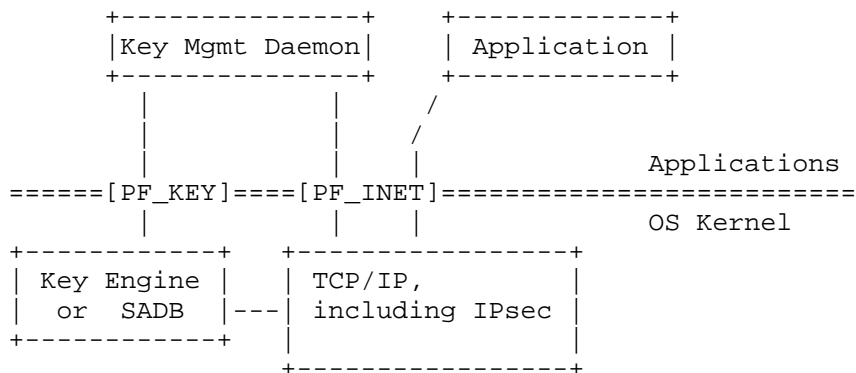 Key Mgmt Daemon Application
Applications
======[PF_KEY]====[PF_INET]==========================
OS Kernel
Key Engine TCP/IP,
or SADB including IPsec